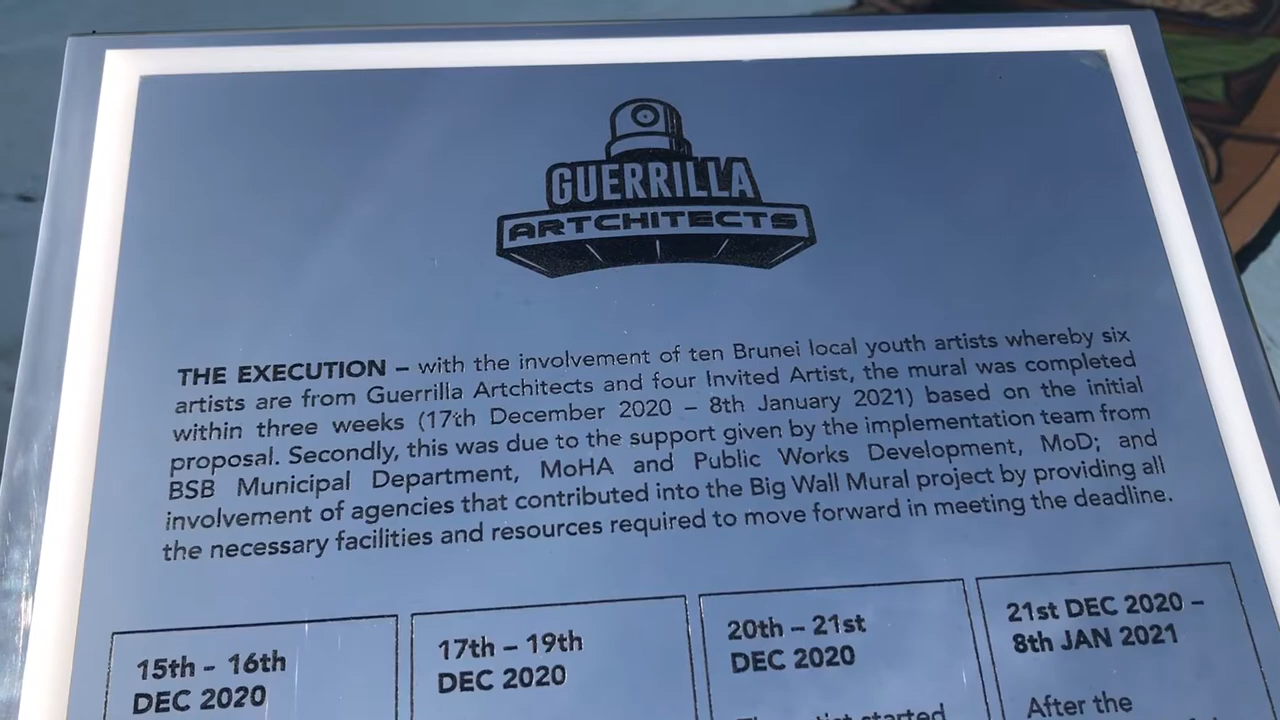 GUERRILLA
ARTCHITECTS
THE EXECUTION – with the involvement of ten Brunei local youth artists whereby six
artists are from Guerrilla Artchitects and four Invited Artist, the mural was completed
within three weeks (17th December 2020 – 8th January 2021) based on the initial
proposal. Secondly, this was due to the support given by the implementation team from
BSB Municipal Department, MoHA and Public Works Development, MoD; and
involvement of agencies that contributed into the Big Wall Mural project by providing all
the necessary facilities and resources required to move forward in meeting the deadline.
15th – 16th
DEC 2020
17th – 19th
DEC 2020
20th – 21st
DEC 2020
started
21st DEC 2020 –
8th JAN 2021
After the